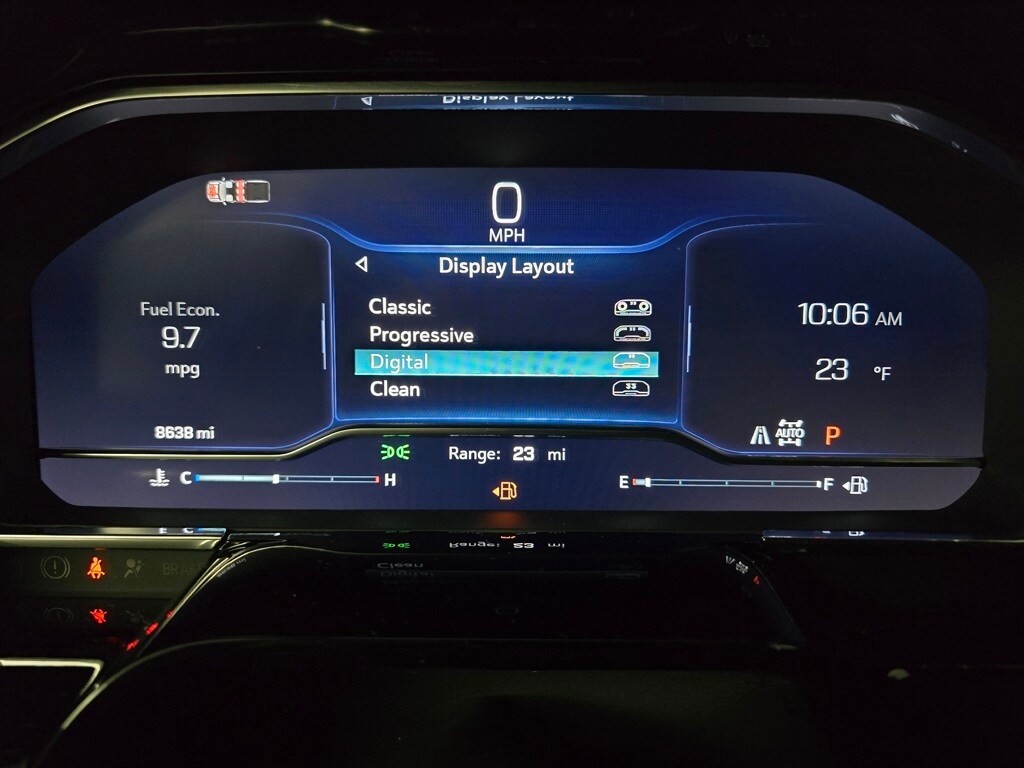 0
MPH
Display Layout
Classic
Progressive
Digital
Clean
Fuel Econ.
9.7
mpg
8638 mi
10:06 AM
23 °F
AUTO P
Range: 23 mi
C H
E F
BRAKE